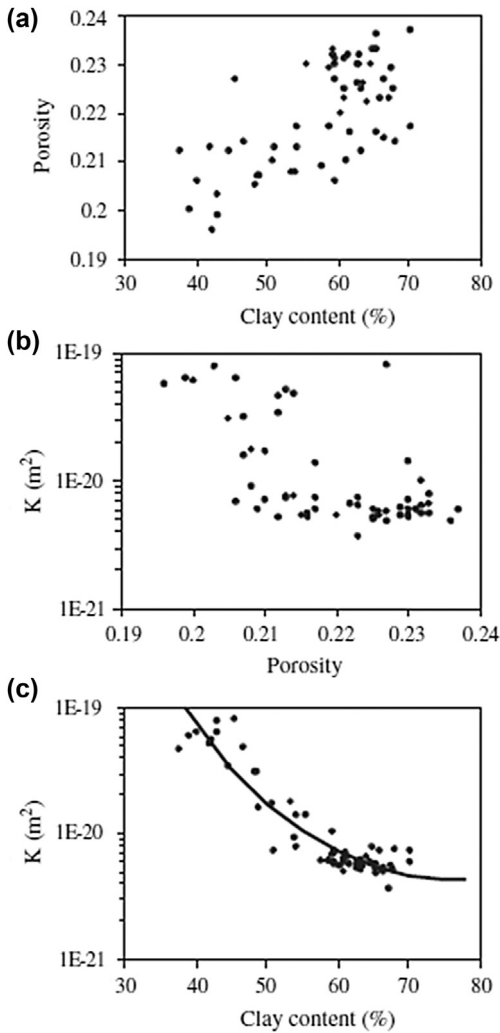 (a)
0.24
0.23
0.22
0.21
0.2
0.19
Porosity
30 40 50 60 70 80
Clay content (%)
(b)
1E-19
1E-20
1E-21
K (m²)
0.19 0.2 0.21 0.22 0.23 0.24
Porosity
(c)
1E-19
1E-20
1E-21
K (m²)
30 40 50 60 70 80
Clay content (%)